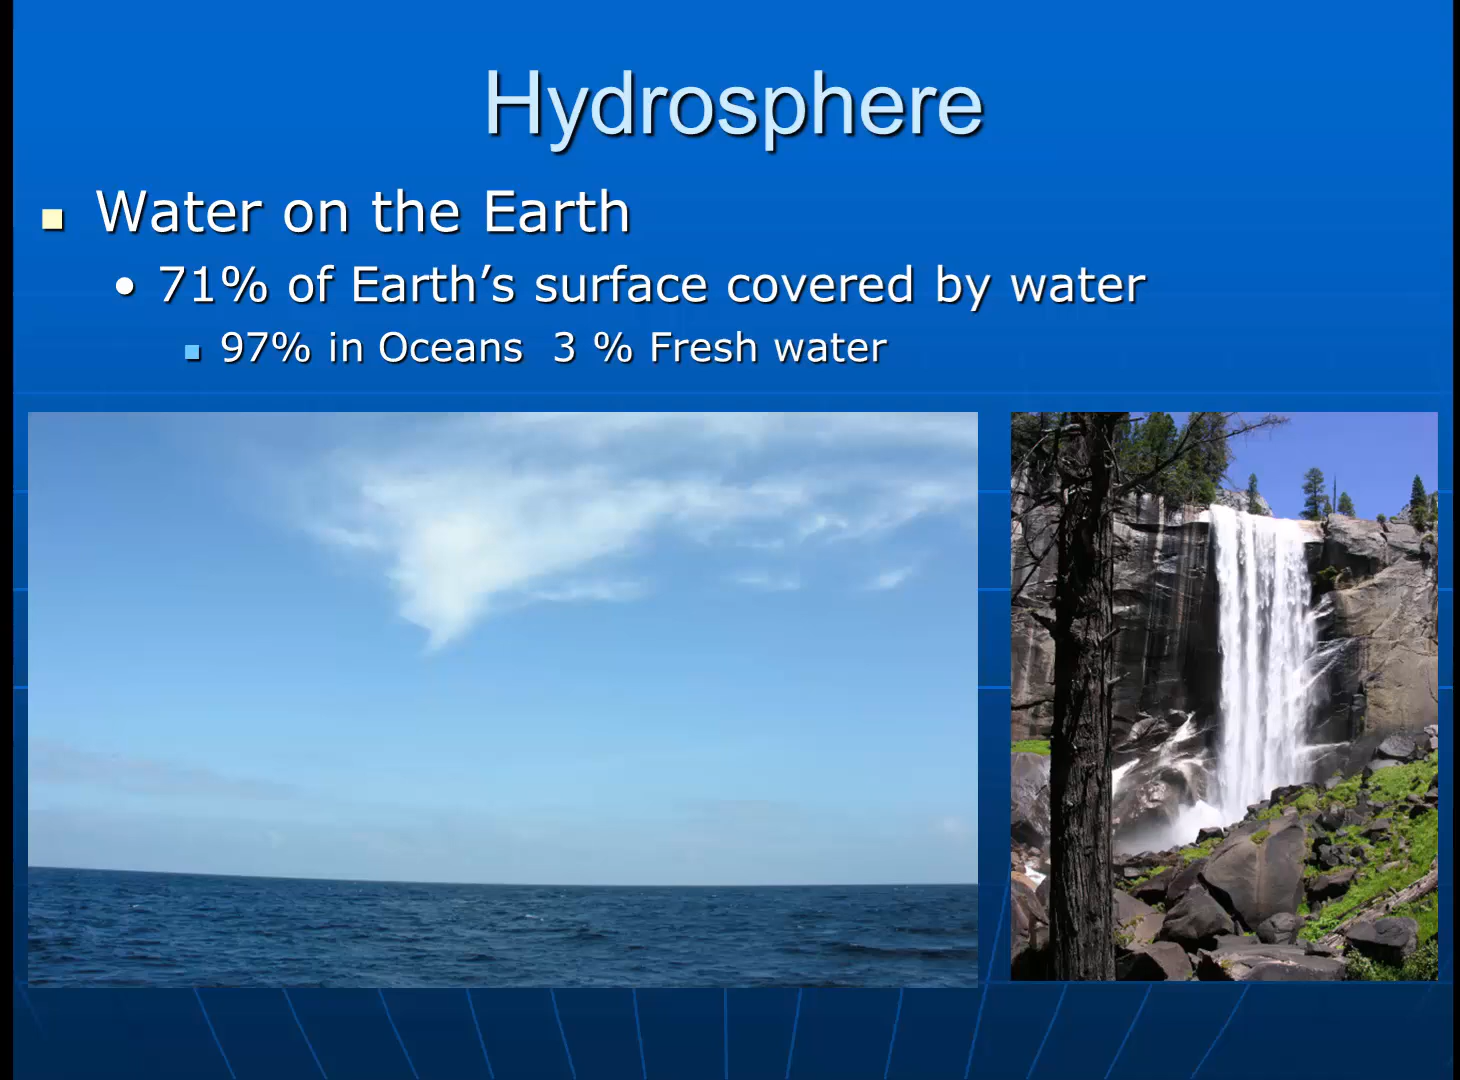 Hydrosphere
Water on the Earth
71% of Earth’s surface covered by water
97% in Oceans  3 % Fresh water